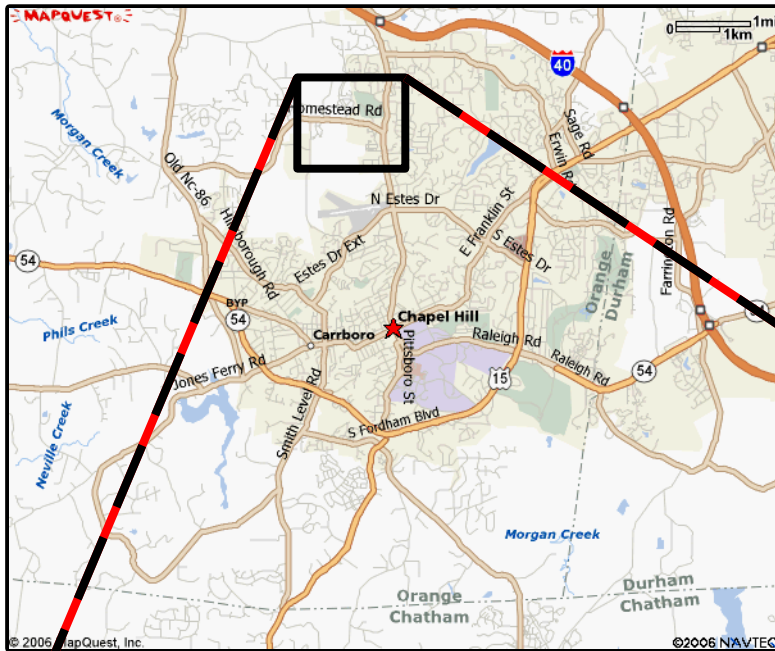 MAPQUEST
0 1mi
1km
40
Homestead Rd
Morgan Creek
Sage Rd
Erwin Rd
Old Nc-86
N Estes Dr
E Franklin St
Hillsborough Rd
S Estes Dr
Farrington Rd
Estes Dr Ext
Orange
Durham
54
BYP
54
Chapel Hill
Phils Creek
Carrboro
Raleigh Rd
Pittsboro St
Jones Ferry Rd
Raleigh Rd
54
15
Smith Level Rd
S Fordham Blvd
Neville Creek
Morgan Creek
Durham
Chatham
Orange
Chatham
© 2006 MapQuest, Inc.
©2006 NAVTEQ